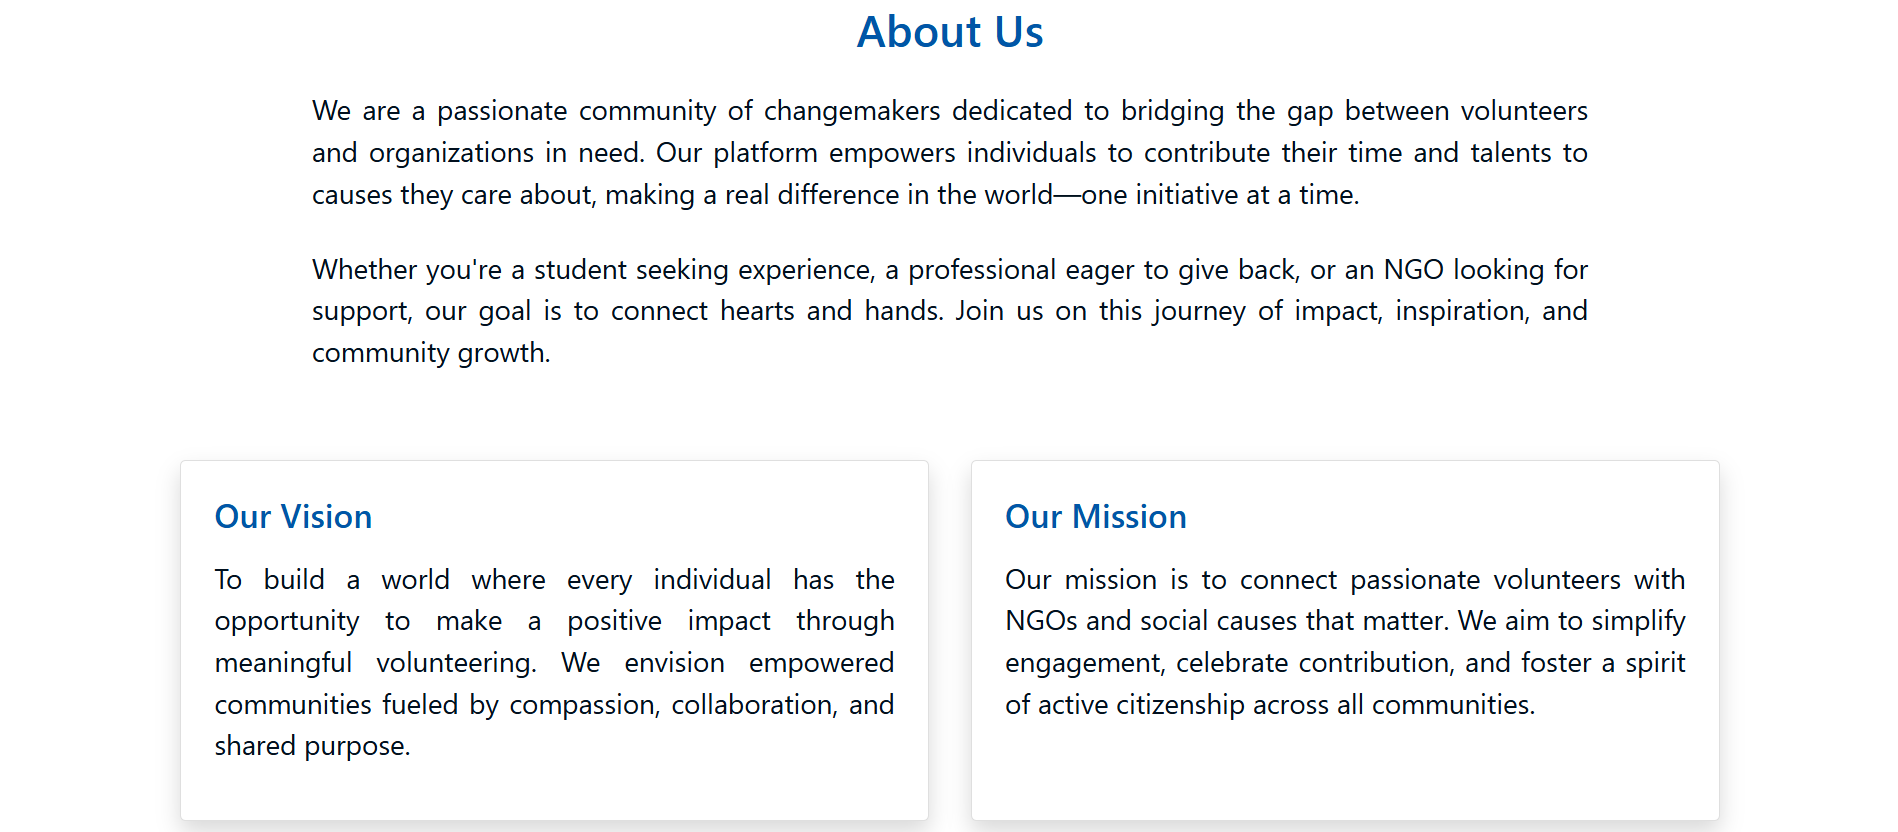 About Us
We are a passionate community of changemakers dedicated to bridging the gap between volunteers
and organizations in need. Our platform empowers individuals to contribute their time and talents to
causes they care about, making a real difference in the world—one initiative at a time.
Whether you're a student seeking experience, a professional eager to give back, or an NGO looking for
support, our goal is to connect hearts and hands. Join us on this journey of impact, inspiration, and
community growth.
Our Vision
To build a world where every individual has the
opportunity to make a positive impact through
meaningful volunteering. We envision empowered
communities fueled by compassion, collaboration, and
shared purpose.
Our Mission
Our mission is to connect passionate volunteers with
NGOs and social causes that matter. We aim to simplify
engagement, celebrate contribution, and foster a spirit
of active citizenship across all communities.